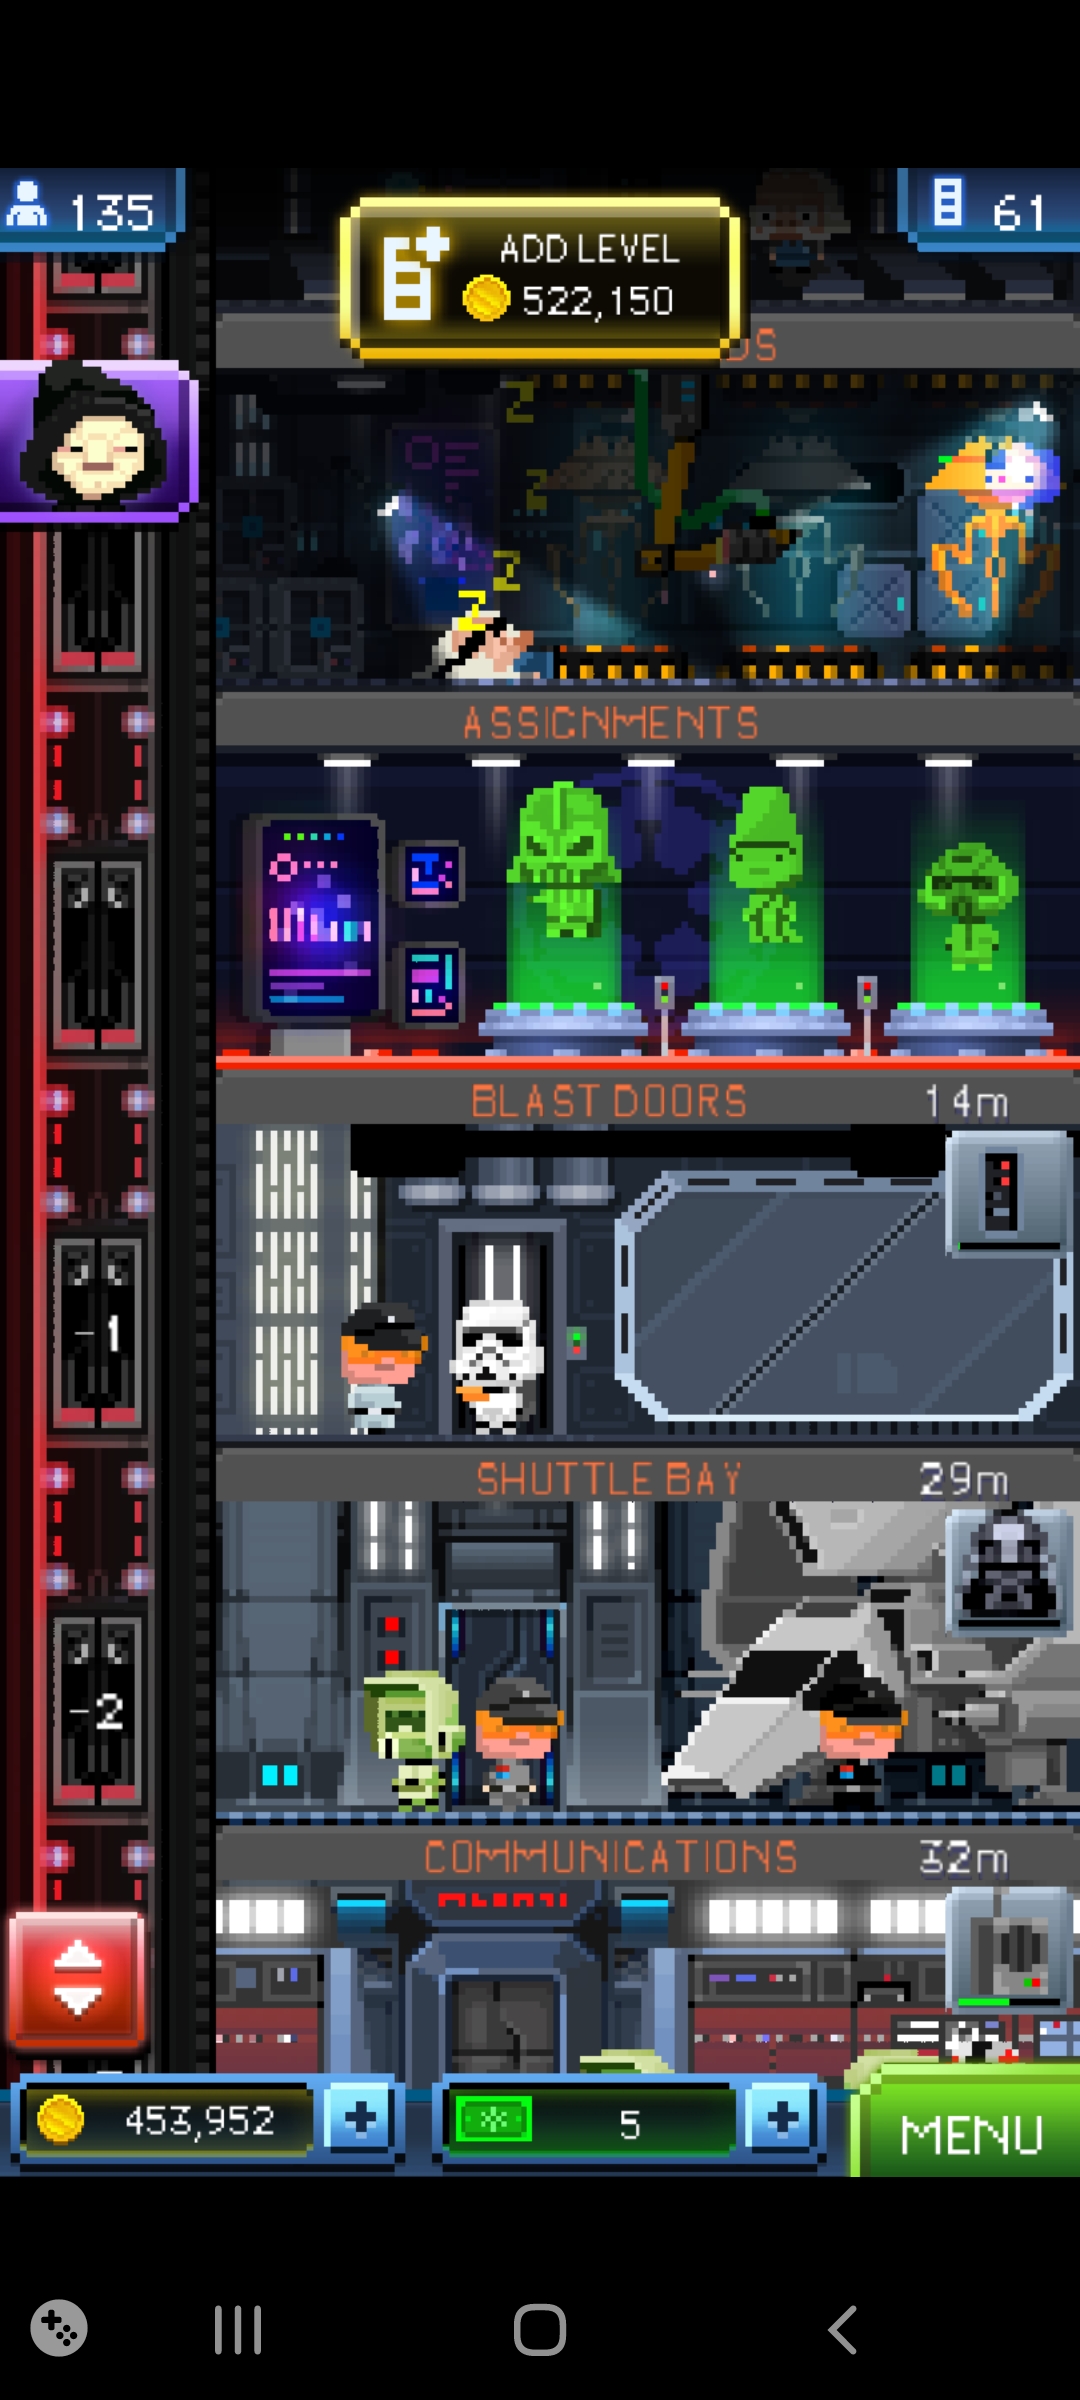 135
ADD LEVEL
522,150
61
DS
Z
Z
Z
Z
ASSIGNMENTS
BLAST DOORS 14m
-1
SHUTTLE BAY 29m
-2
COMMUNICATIONS 32m
453,952
5
MENU